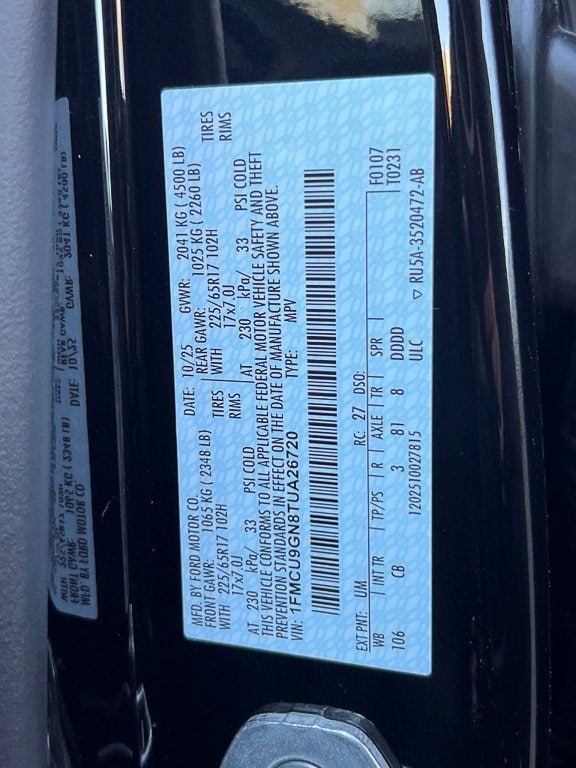 MFD. BY FORD MOTOR CO.
DATE: 10/25 GVWR: 2041 KG ( 4500 LB)
FRONT GAWR: 1065 KG ( 2348 LB) REAR GAWR: 1025 KG ( 2260 LB)
WITH 225/65R17 102H TIRES WITH 225/65R17 102H TIRES
17x7.0J RIMS 17x7.0J RIMS
AT 230 kPa/ 33 PSI COLD AT 230 kPa/ 33 PSI COLD
THIS VEHICLE CONFORMS TO ALL APPLICABLE FEDERAL MOTOR VEHICLE SAFETY AND THEFT
PREVENTION STANDARDS IN EFFECT ON THE DATE OF MANUFACTURE SHOWN ABOVE.
VIN: 1FMCU9GN8TUA26720 TYPE: MPV
EXT PNT: UM RC: 27 DSO: F0107
WB INT TR TP/PS R AXLE TR SPR T0231
106 CB 3 81 8 DDDD
1202510027815 ULC ▽ RU5A-3520472-AB